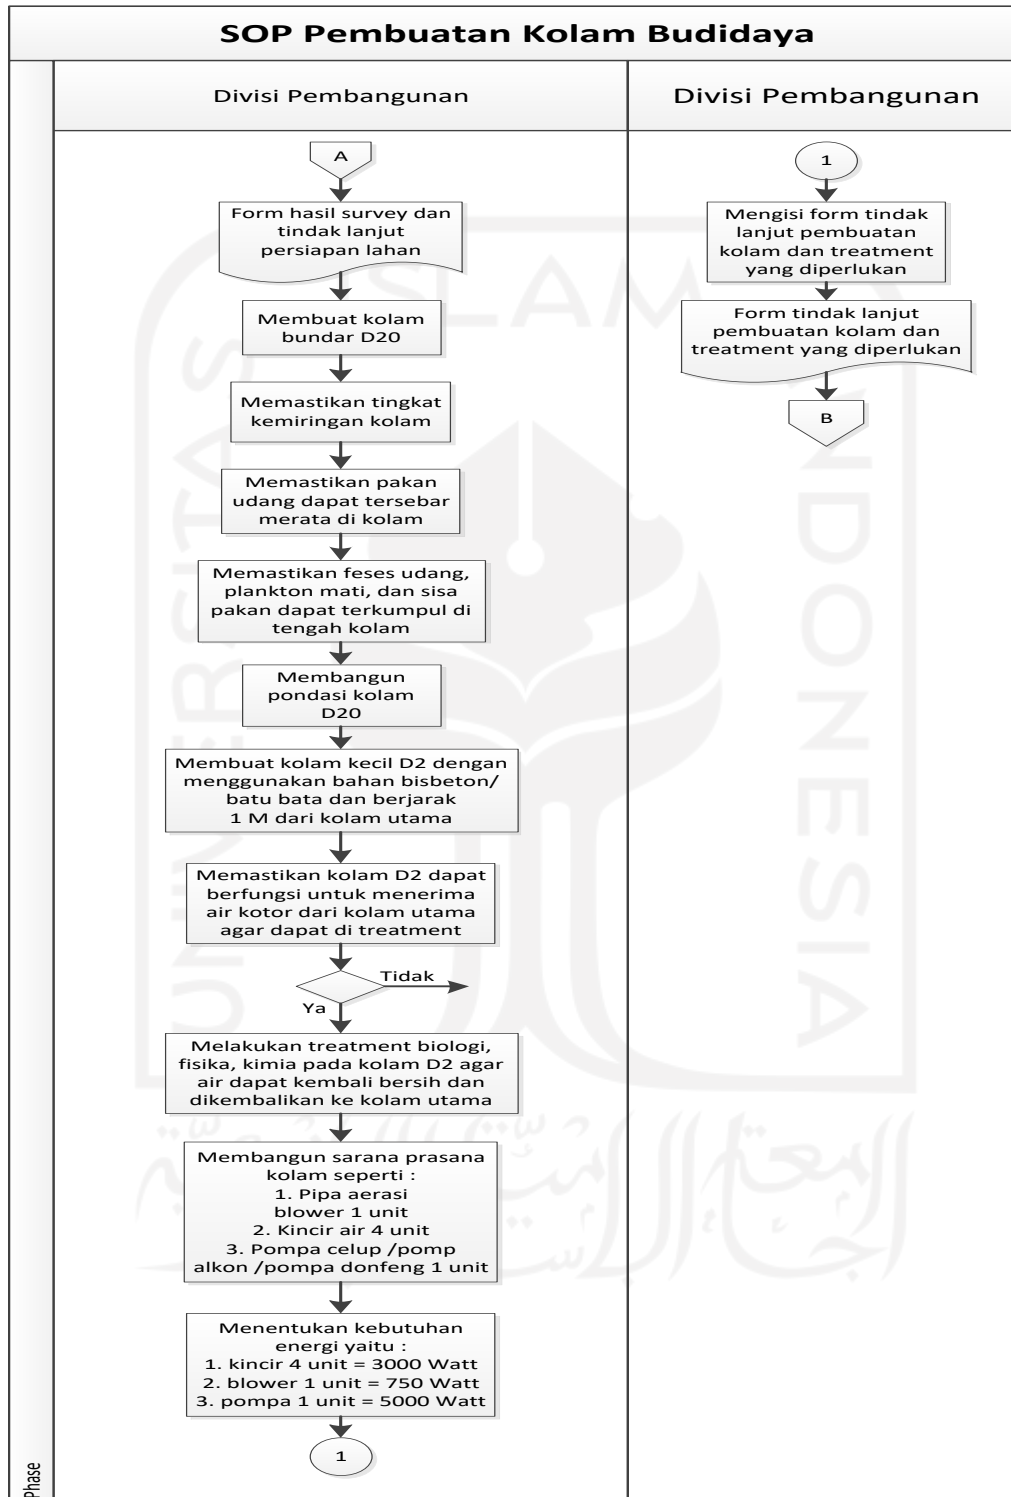 SOP Pembuatan Kolam Budidaya
Divisi Pembangunan
Divisi Pembangunan
A
Form hasil survey dan
tindak lanjut
persiapan lahan
Membuat kolam
bundar D20
Memastikan tingkat
kemiringan kolam
Memastikan pakan
udang dapat tersebar
merata di kolam
Memastikan feses udang,
plankton mati, dan sisa
pakan dapat terkumpul di
tengah kolam
Membangun
pondasi kolam
D20
Membuat kolam kecil D2 dengan
menggunakan bahan bisbeton/
batu bata dan berjarak
1 M dari kolam utama
Memastikan kolam D2 dapat
berfungsi untuk menerima
air kotor dari kolam utama
agar dapat di treatment
Tidak
Ya
Melakukan treatment biologi,
fisika, kimia pada kolam D2 agar
air dapat kembali bersih dan
dikembalikan ke kolam utama
Membangun sarana prasana
kolam seperti :
1. Pipa aerasi
blower 1 unit
2. Kincir air 4 unit
3. Pompa celup /pomp
alkon /pompa donfeng 1 unit
Menentukan kebutuhan
energi yaitu :
1. kincir 4 unit = 3000 Watt
2. blower 1 unit = 750 Watt
3. pompa 1 unit = 5000 Watt
1
1
Mengisi form tindak
lanjut pembuatan
kolam dan treatment
yang diperlukan
Form tindak lanjut
pembuatan kolam dan
treatment yang diperlukan
B
Phase
ISLAM
UNIVERSITAS
INDONESIA